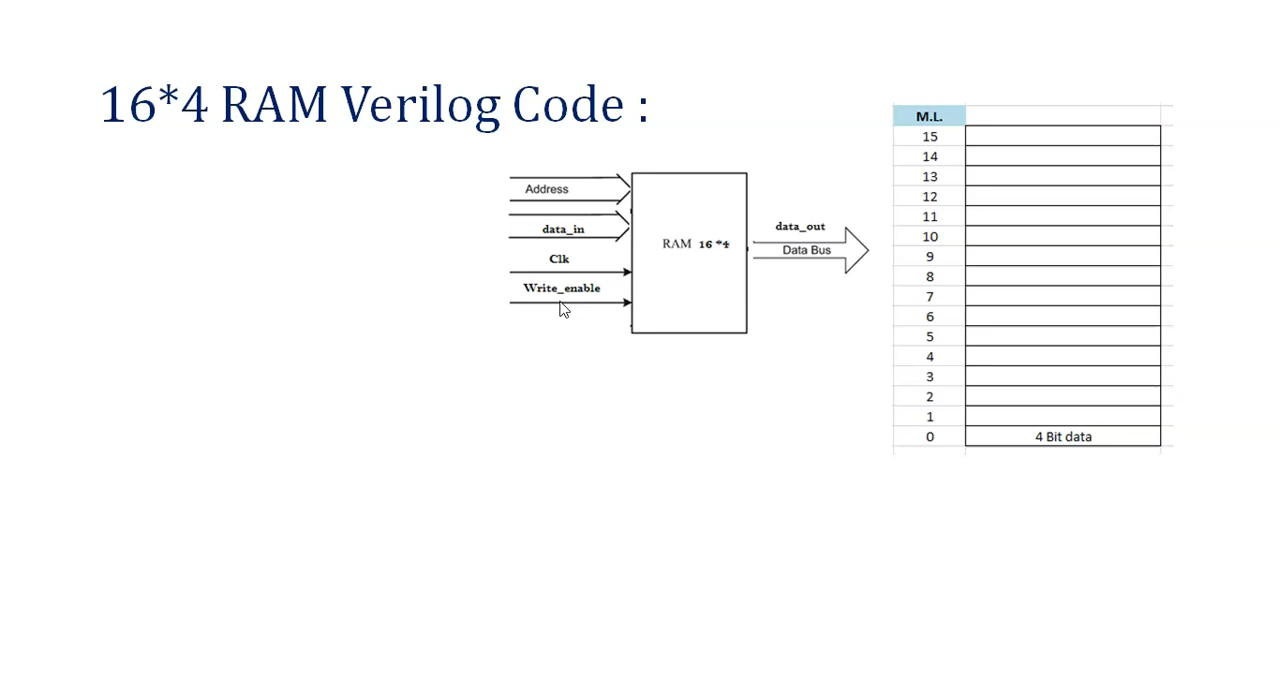 16*4 RAM Verilog Code :
Address
data_in
Clk
Write_enable
RAM 16 *4
data_out
Data Bus
M.L.
15
14
13
12
11
10
9
8
7
6
5
4
3
2
1
0 4 Bit data